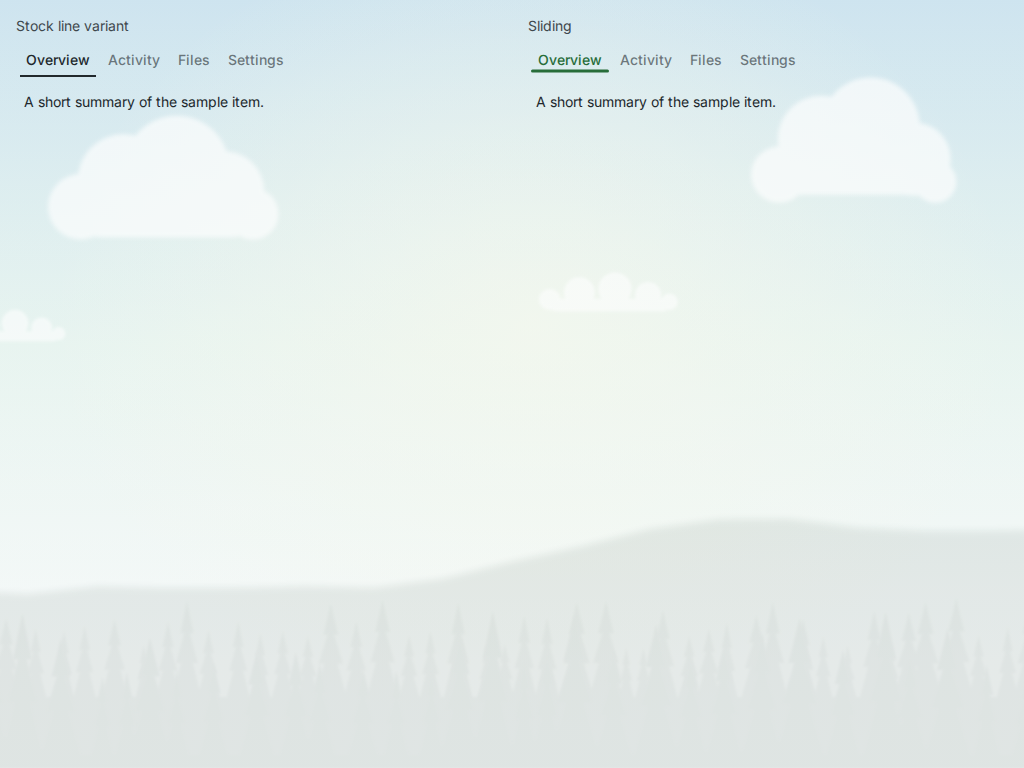 Stock line variant
Overview Activity Files Settings
A short summary of the sample item.
Sliding
Overview Activity Files Settings
A short summary of the sample item.